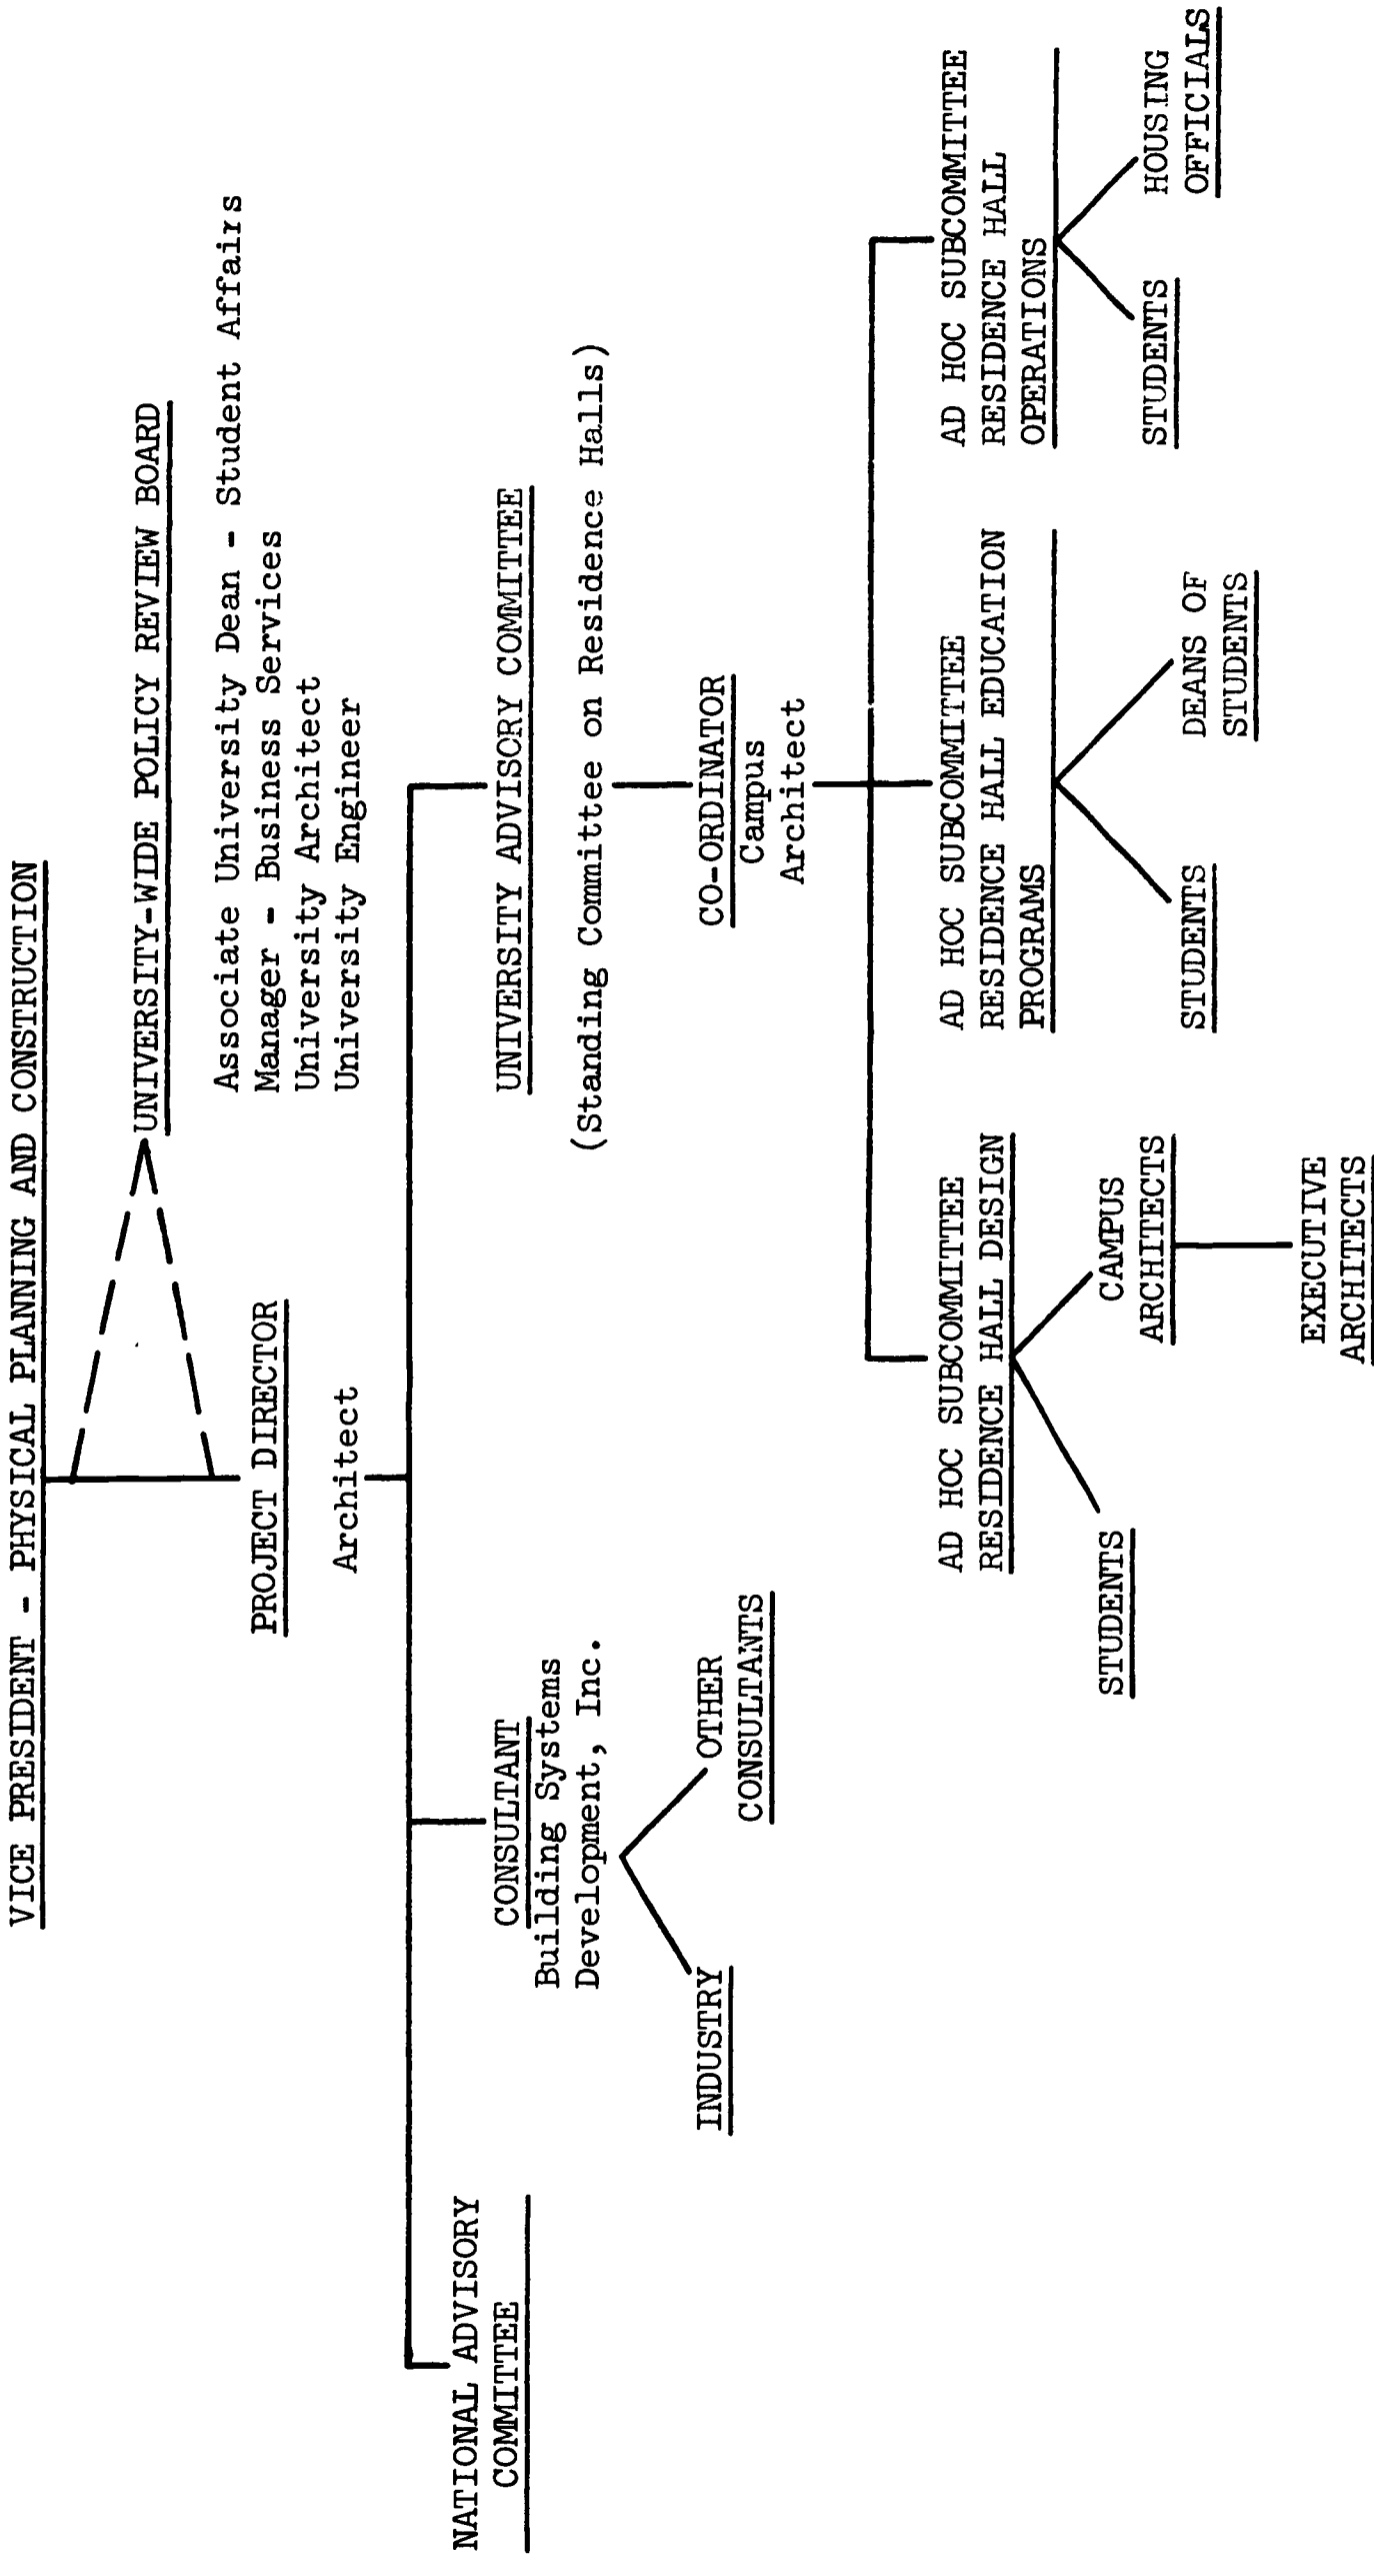 VICE PRESIDENT - PHYSICAL PLANNING AND CONSTRUCTION
UNIVERSITY-WIDE POLICY REVIEW BOARD
Associate University Dean - Student Affairs
Manager - Business Services
University Architect
University Engineer
PROJECT DIRECTOR
Architect
NATIONAL ADVISORY
COMMITTEE
CONSULTANT
Building Systems
Development, Inc.
INDUSTRY
OTHER
CONSULTANTS
UNIVERSITY ADVISORY COMMITTEE
(Standing Committee on Residence Halls)
CO-ORDINATOR
Campus
Architect
AD HOC SUBCOMMITTEE
RESIDENCE HALL DESIGN
STUDENTS
CAMPUS
ARCHITECTS
EXECUTIVE
ARCHITECTS
AD HOC SUBCOMMITTEE
RESIDENCE HALL EDUCATION
PROGRAMS
STUDENTS
DEANS OF
STUDENTS
AD HOC SUBCOMMITTEE
RESIDENCE HALL
OPERATIONS
STUDENTS
HOUSING
OFFICIALS